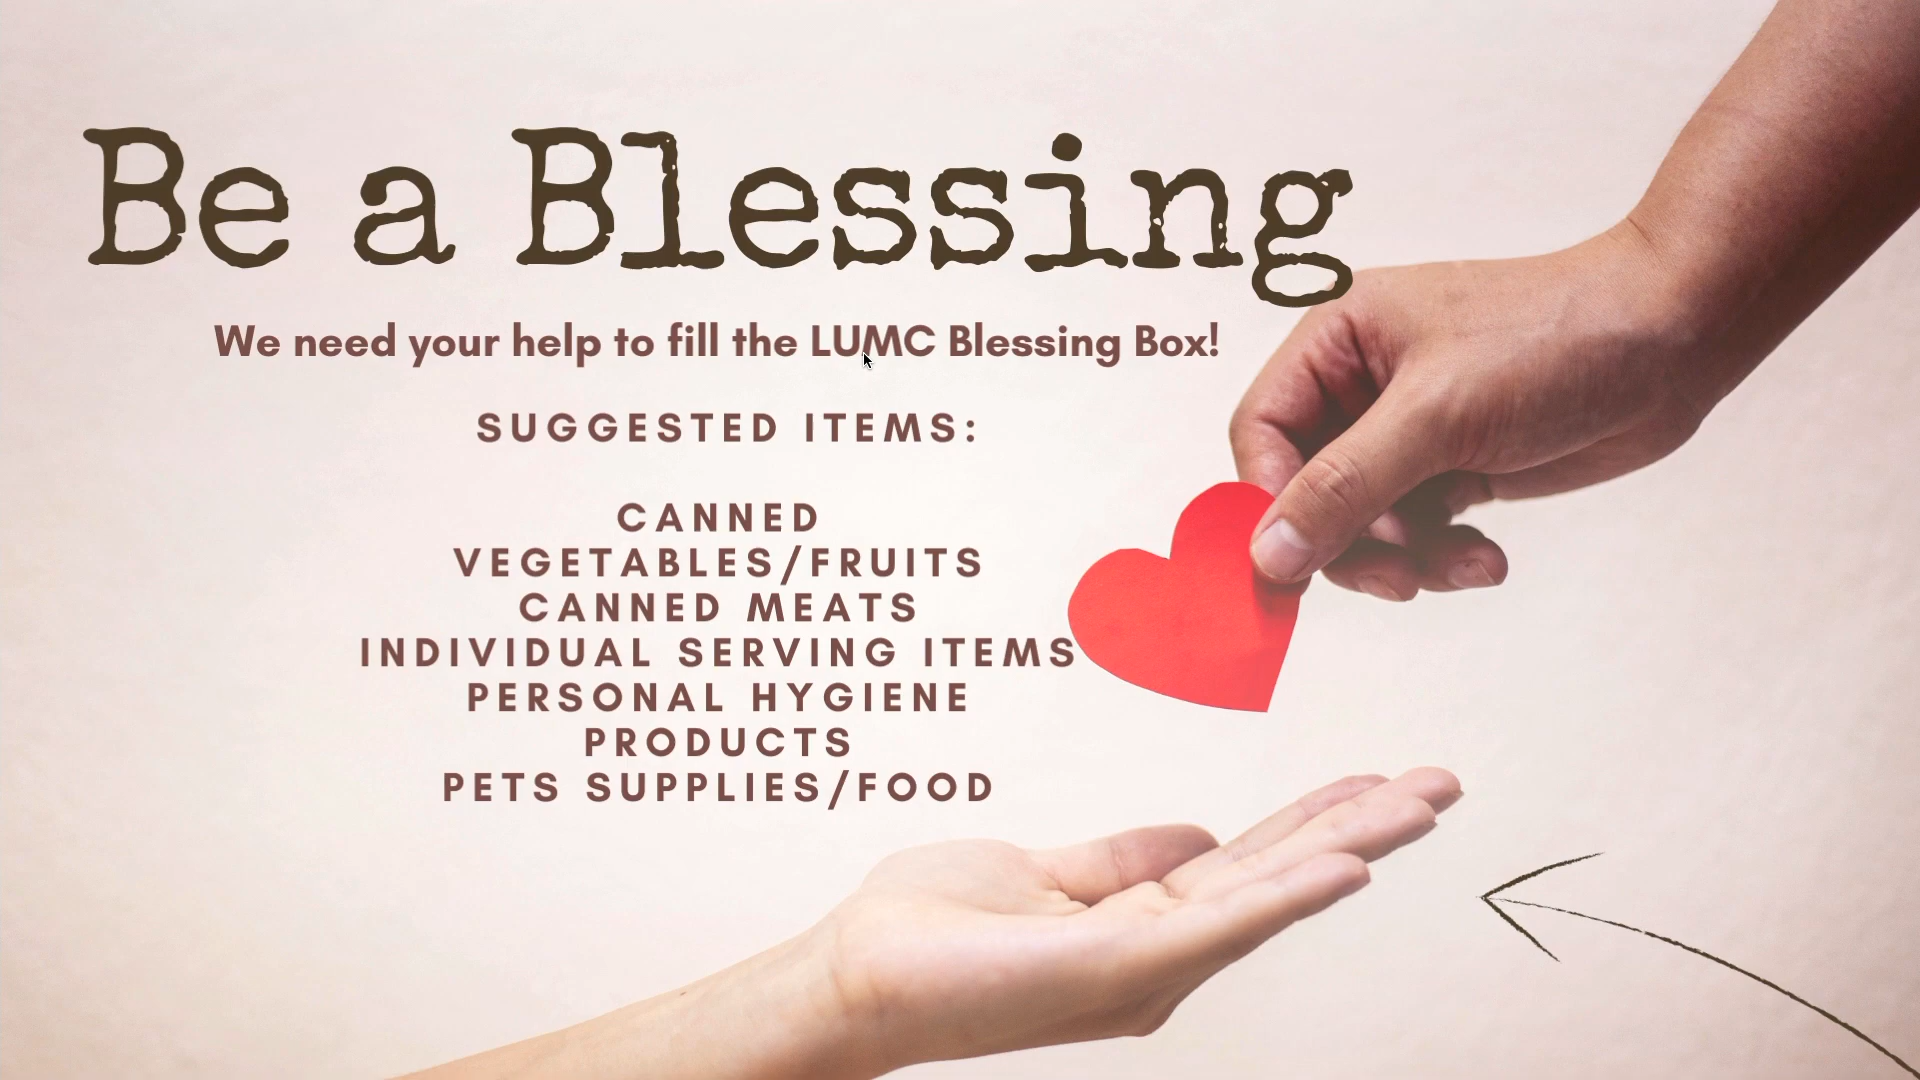 Be a Blessing
We need your help to fill the LUMC Blessing Box!
SUGGESTED ITEMS:
CANNED
VEGETABLES/FRUITS
CANNED MEATS
INDIVIDUAL SERVING ITEMS
PERSONAL HYGIENE
PRODUCTS
PETS SUPPLIES/FOOD